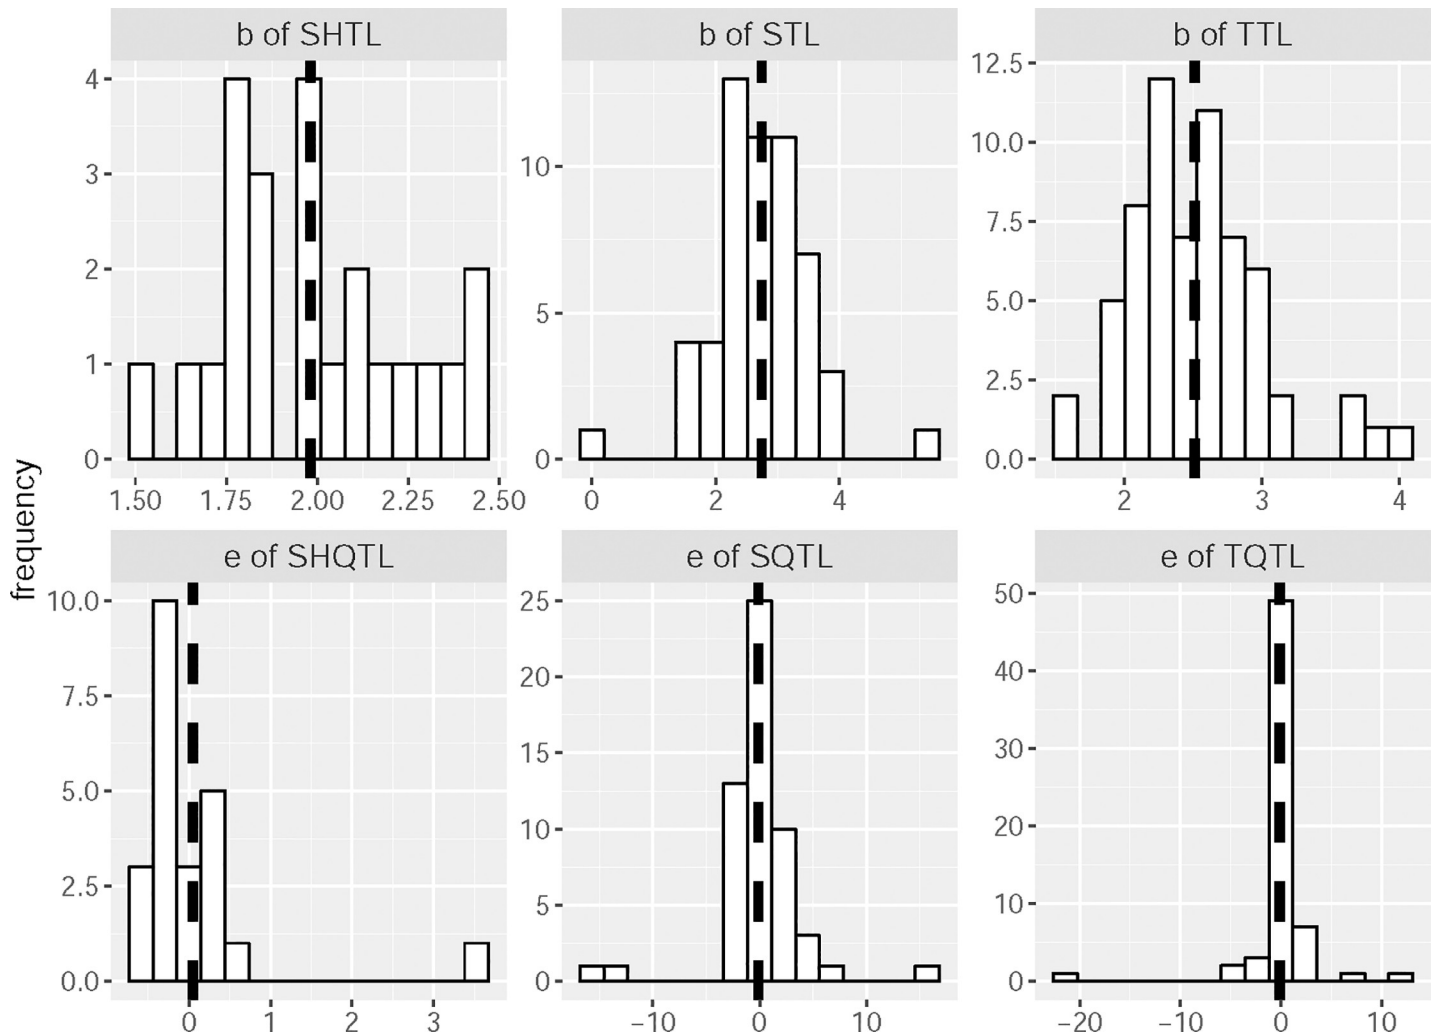 b of SHTL
b of STL
b of TTL
4
3
2
1
0
10
5
0
12.5
10.0
7.5
5.0
2.5
0.0
1.50 1.75 2.00 2.25 2.50
0 2 4
2 3 4
frequency
e of SHQTL
e of SQTL
e of TQTL
10.0
7.5
5.0
2.5
0.0
25
20
15
10
5
0
50
40
30
20
10
0
0 1 2 3
−10 0 10
−20 −10 0 10